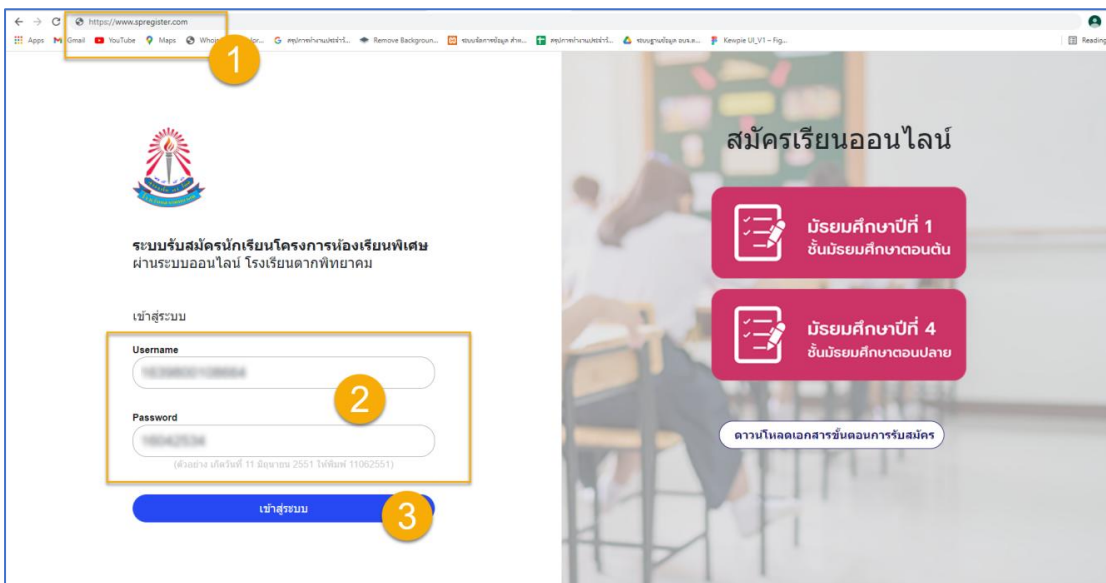 https://www.spregister.com
Apps Gmail YouTube Maps Remove Backgroun... Kewpie UI_V1 – Fig... Reading
1
ระบบรับสมัครนักเรียนโครงการห้องเรียนพิเศษ
ผ่านระบบออนไลน์ โรงเรียนตากพิทยาคม
เข้าสู่ระบบ
Username
2
Password
(ตัวอย่าง เกิดวันที่ 11 มิถุนายน 2551 ให้พิมพ์ 11062551)
เข้าสู่ระบบ
3
สมัครเรียนออนไลน์
มัธยมศึกษาปีที่ 1
ชั้นมัธยมศึกษาตอนต้น
มัธยมศึกษาปีที่ 4
ชั้นมัธยมศึกษาตอนปลาย
ดาวน์โหลดเอกสารขั้นตอนการรับสมัคร